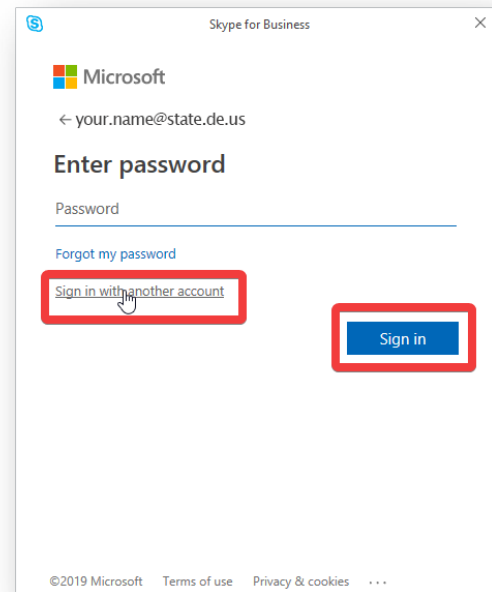 Skype for Business
Microsoft
← your.name@state.de.us
Enter password
Password
Forgot my password
Sign in with another account
Sign in
©2019 Microsoft Terms of use Privacy & cookies ...